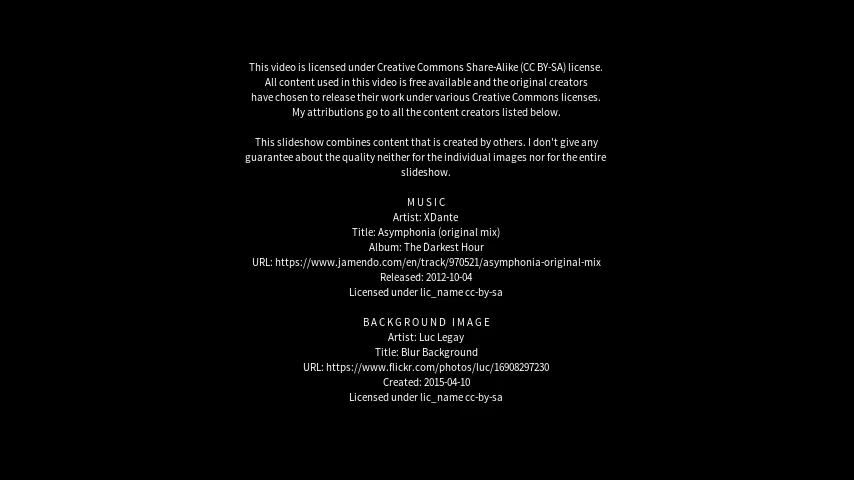 This video is licensed under Creative Commons Share-Alike (CC BY-SA) license.
All content used in this video is free available and the original creators
have chosen to release their work under various Creative Commons licenses.
My attributions go to all the content creators listed below.
This slideshow combines content that is created by others. I don't give any
guarantee about the quality neither for the individual images nor for the entire
slideshow.
MUSIC
Artist: XDante
Title: Asymphonia (original mix)
Album: The Darkest Hour
URL: https://www.jamendo.com/en/track/970521/asymphonia-original-mix
Released: 2012-10-04
Licensed under lic_name cc-by-sa
BACKGROUND IMAGE
Artist: Luc Legay
Title: Blur Background
URL: https://www.flickr.com/photos/luc/16908297230
Created: 2015-04-10
Licensed under lic_name cc-by-sa